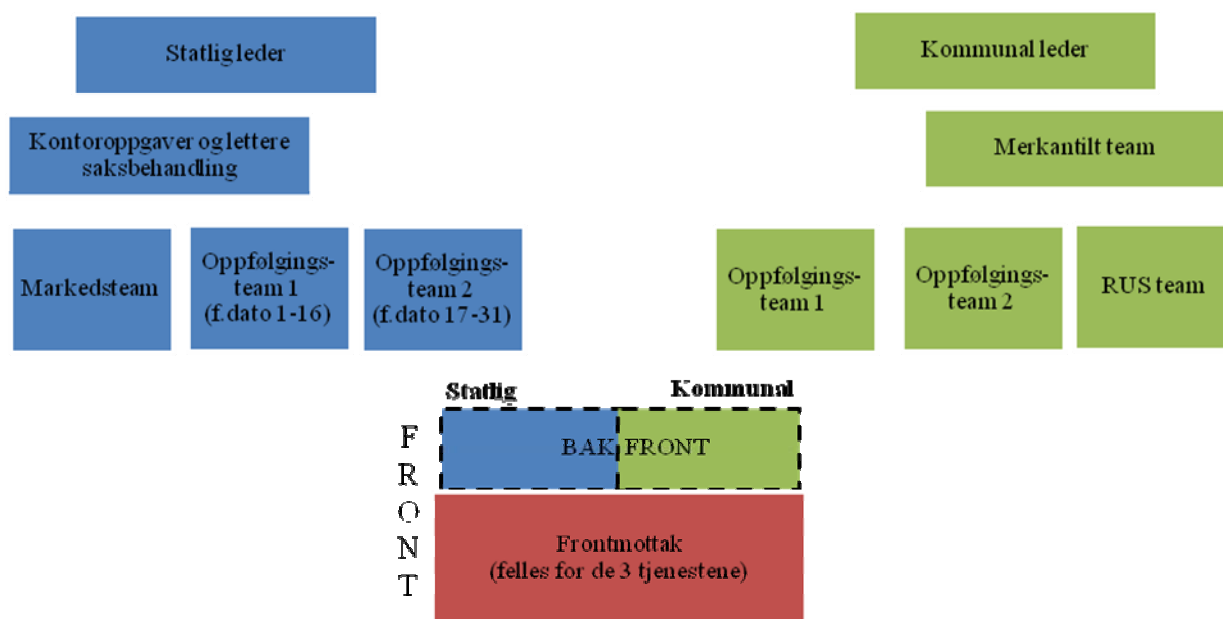 Statlig leder
Kommunal leder
Kontoroppgaver og lettere
saksbehandling
Merkantilt team
Markedsteam
Oppfølgings-
team 1
(f.dato 1-16)
Oppfølgings-
team 2
(f.dato 17-31)
Oppfølgings-
team 1
Oppfølgings-
team 2
RUS team
Statlig
Kommunal
BAK FRONT
FRONT
Frontmottak
(felles for de 3 tjenestene)